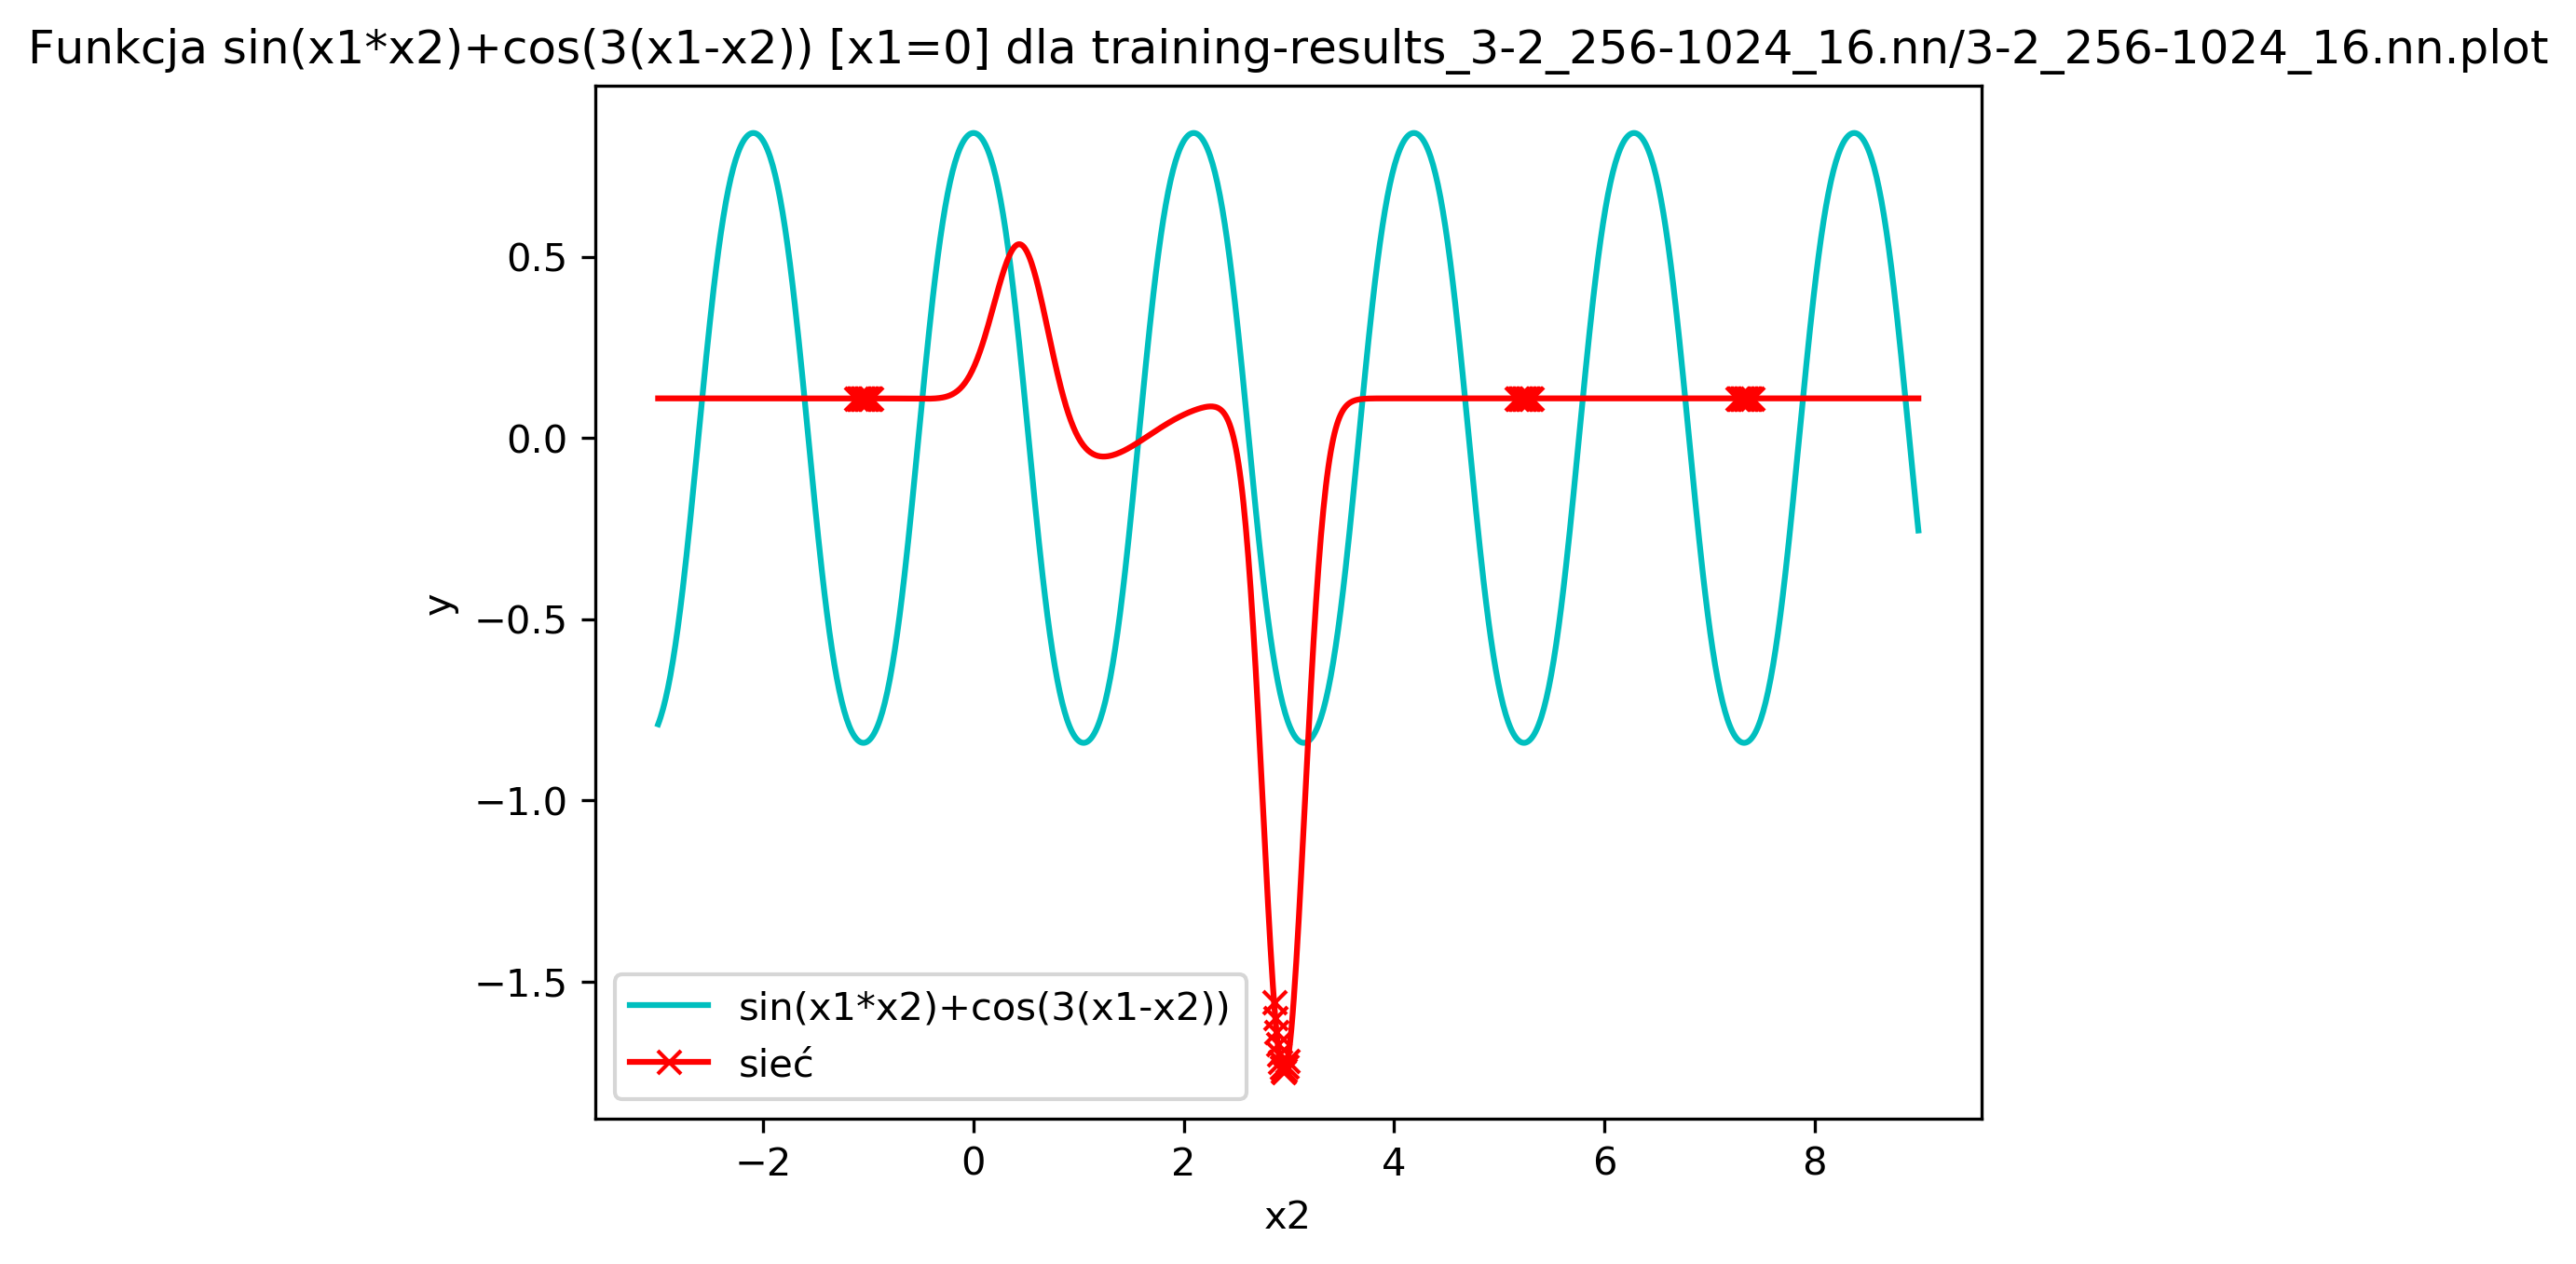 Funkcja sin(x1*x2)+cos(3(x1-x2)) [x1=0] dla training-results_3-2_256-1024_16.nn/3-2_256-1024_16.nn.plot
0.5
0.0
−0.5
−1.0
−1.5
y
sin(x1*x2)+cos(3(x1-x2))
sieć
−2 0 2 4 6 8
x2